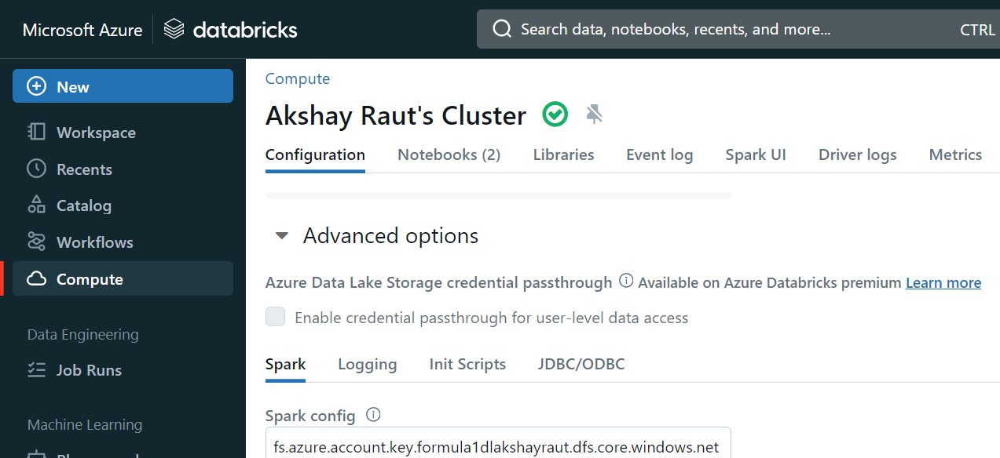 Microsoft Azure databricks Search data, notebooks, recents, and more... CTRL
New
Workspace
Recents
Catalog
Workflows
Compute
Data Engineering
Job Runs
Machine Learning
Compute
Akshay Raut's Cluster
Configuration Notebooks (2) Libraries Event log Spark UI Driver logs Metrics
Advanced options
Azure Data Lake Storage credential passthrough Available on Azure Databricks premium Learn more
Enable credential passthrough for user-level data access
Spark Logging Init Scripts JDBC/ODBC
Spark config
fs.azure.account.key.formula1dlakshayraut.dfs.core.windows.net